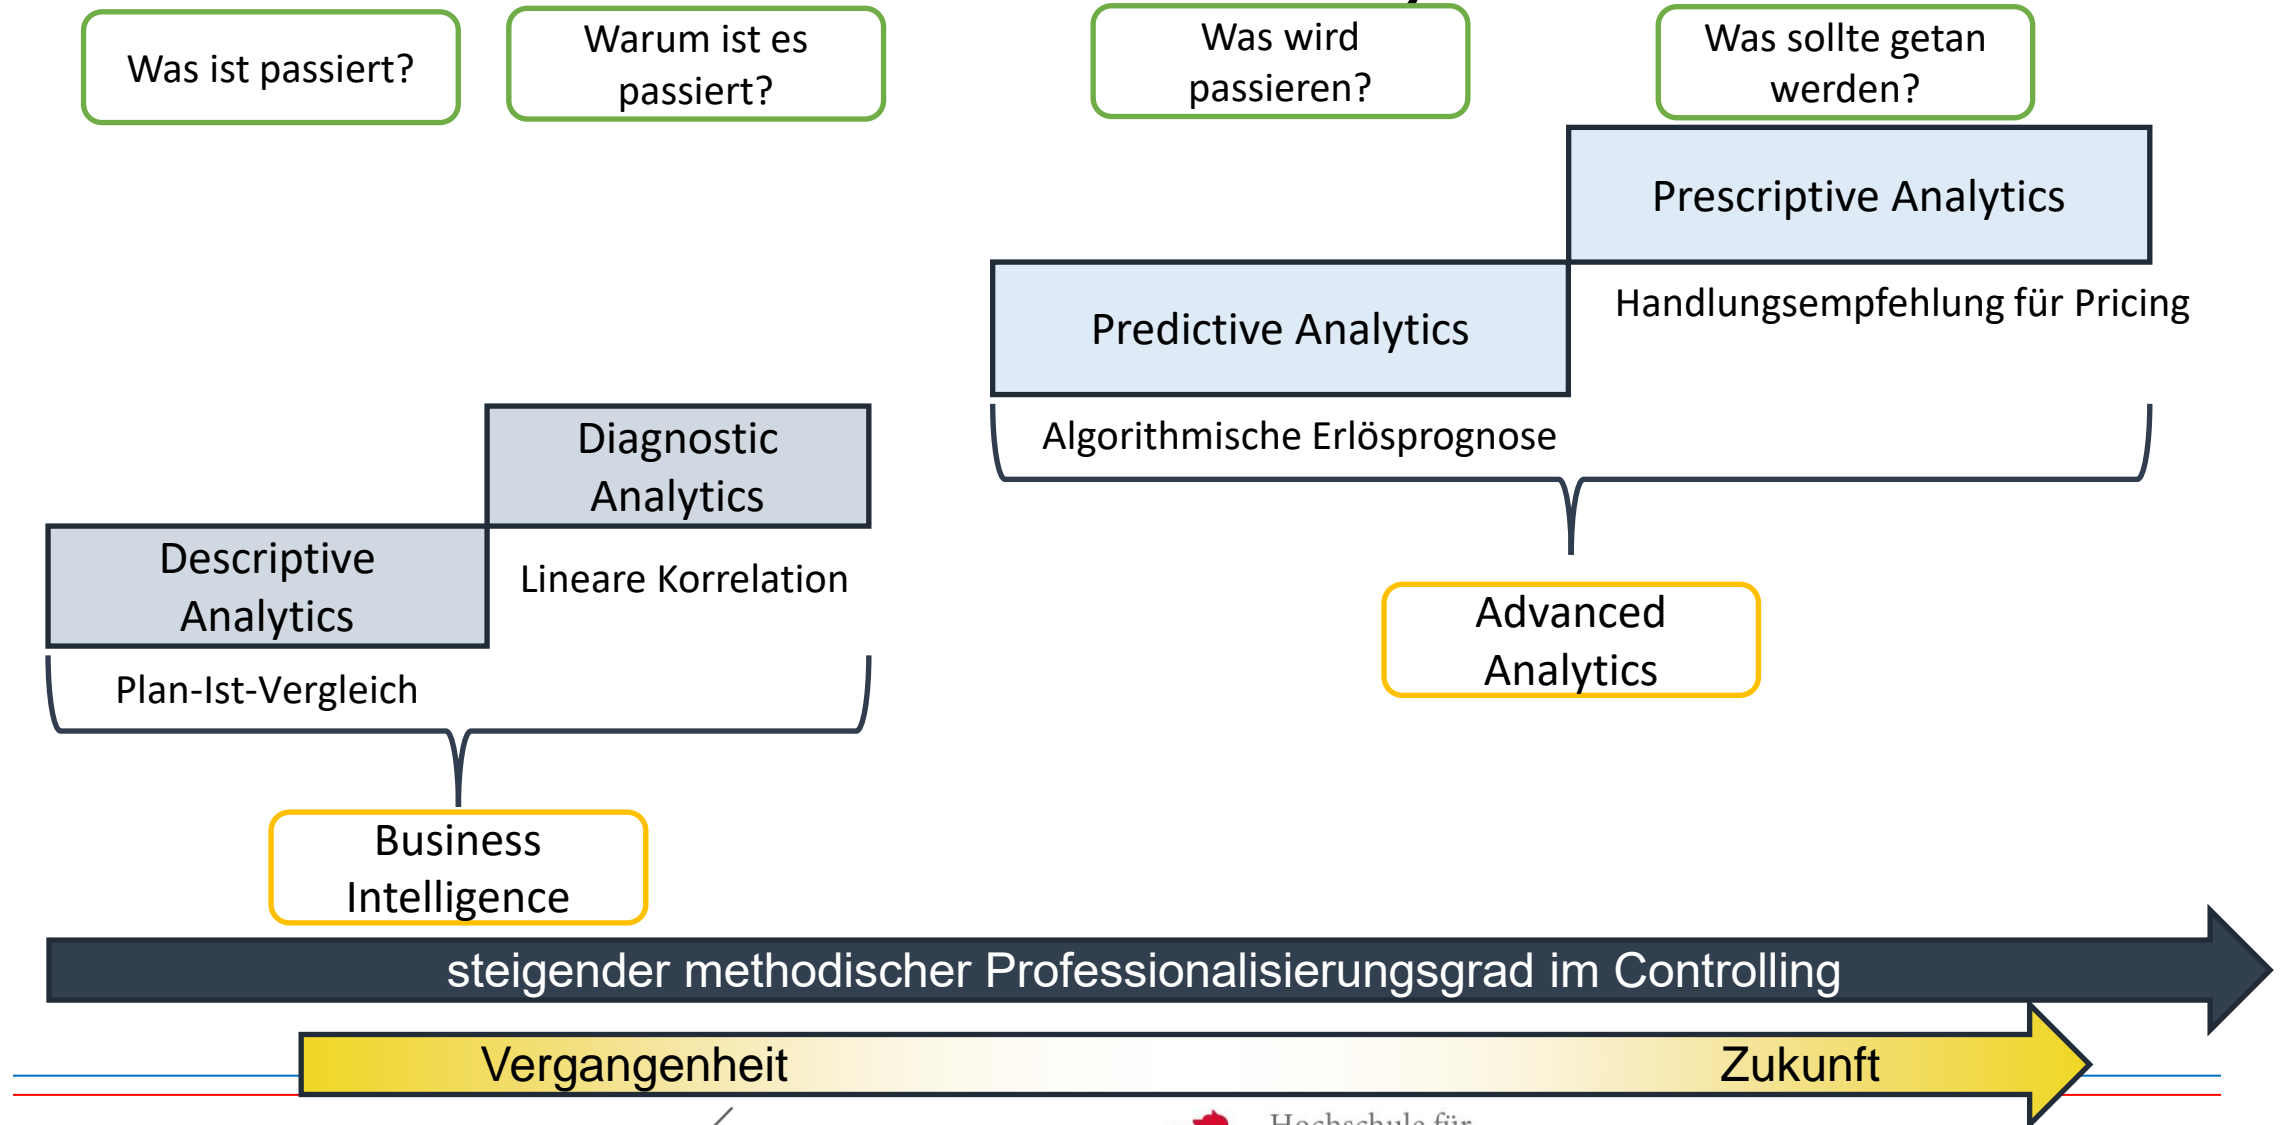 Was ist passiert?
Warum ist es
passiert?
Was wird
passieren?
Was sollte getan
werden?
Prescriptive Analytics
Handlungsempfehlung für Pricing
Predictive Analytics
Algorithmische Erlösprognose
Diagnostic
Analytics
Lineare Korrelation
Descriptive
Analytics
Plan-Ist-Vergleich
Advanced
Analytics
Business
Intelligence
steigender methodischer Professionalisierungsgrad im Controlling
Vergangenheit
Zukunft
Hochschule für